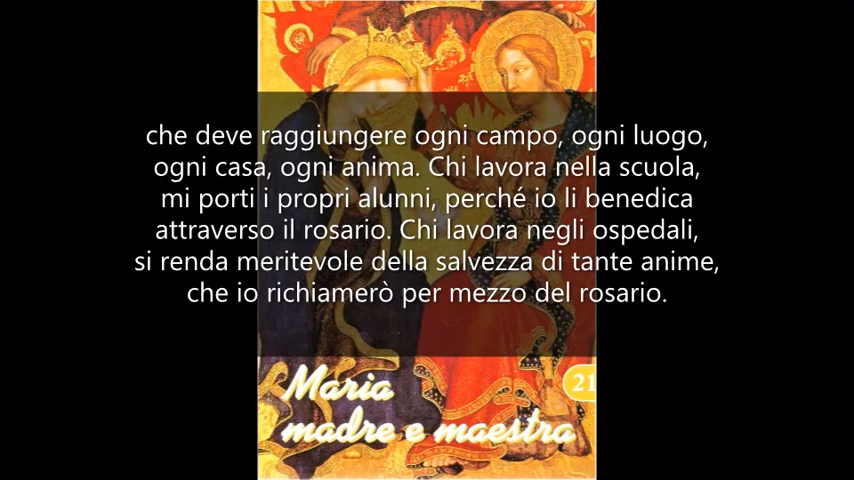 che deve raggiungere ogni campo, ogni luogo,
ogni casa, ogni anima. Chi lavora nella scuola,
mi porti i propri alunni, perché io li benedica
attraverso il rosario. Chi lavora negli ospedali,
si renda meritevole della salvezza di tante anime,
che io richiamerò per mezzo del rosario.
21
Maria
madre e maestra